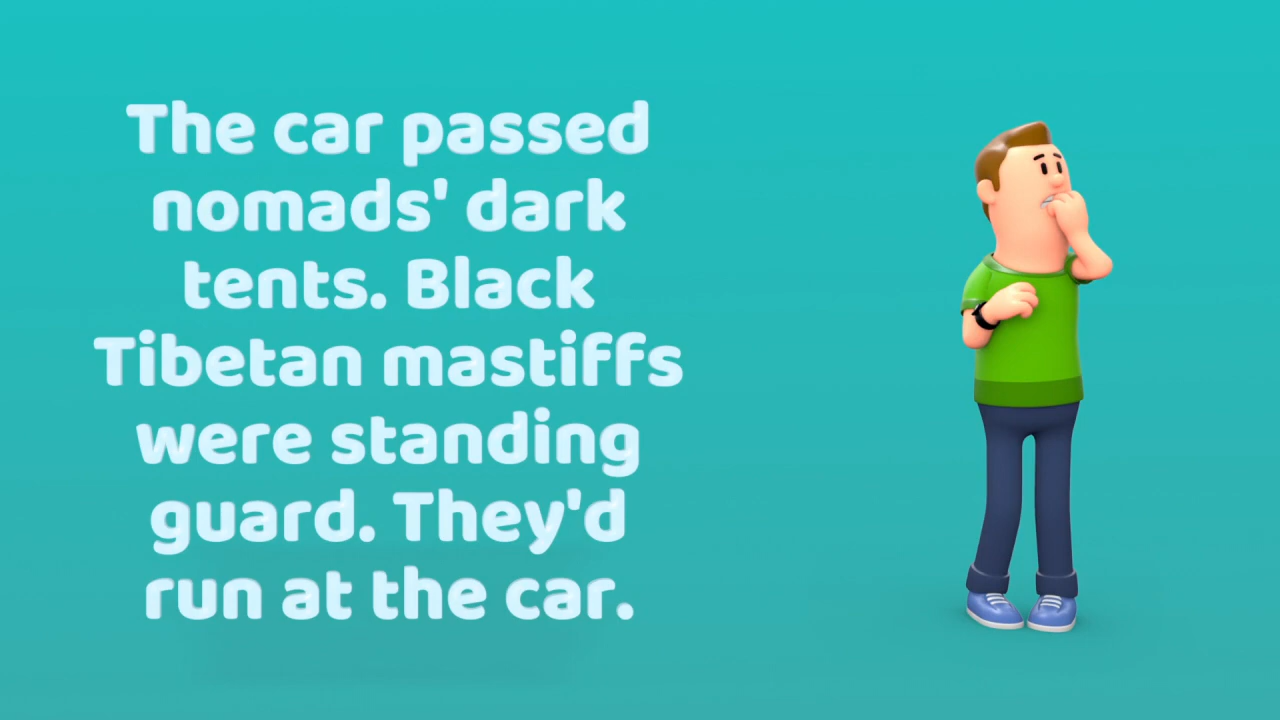 The car passed
nomads' dark
tents. Black
Tibetan mastiffs
were standing
guard. They'd
run at the car.